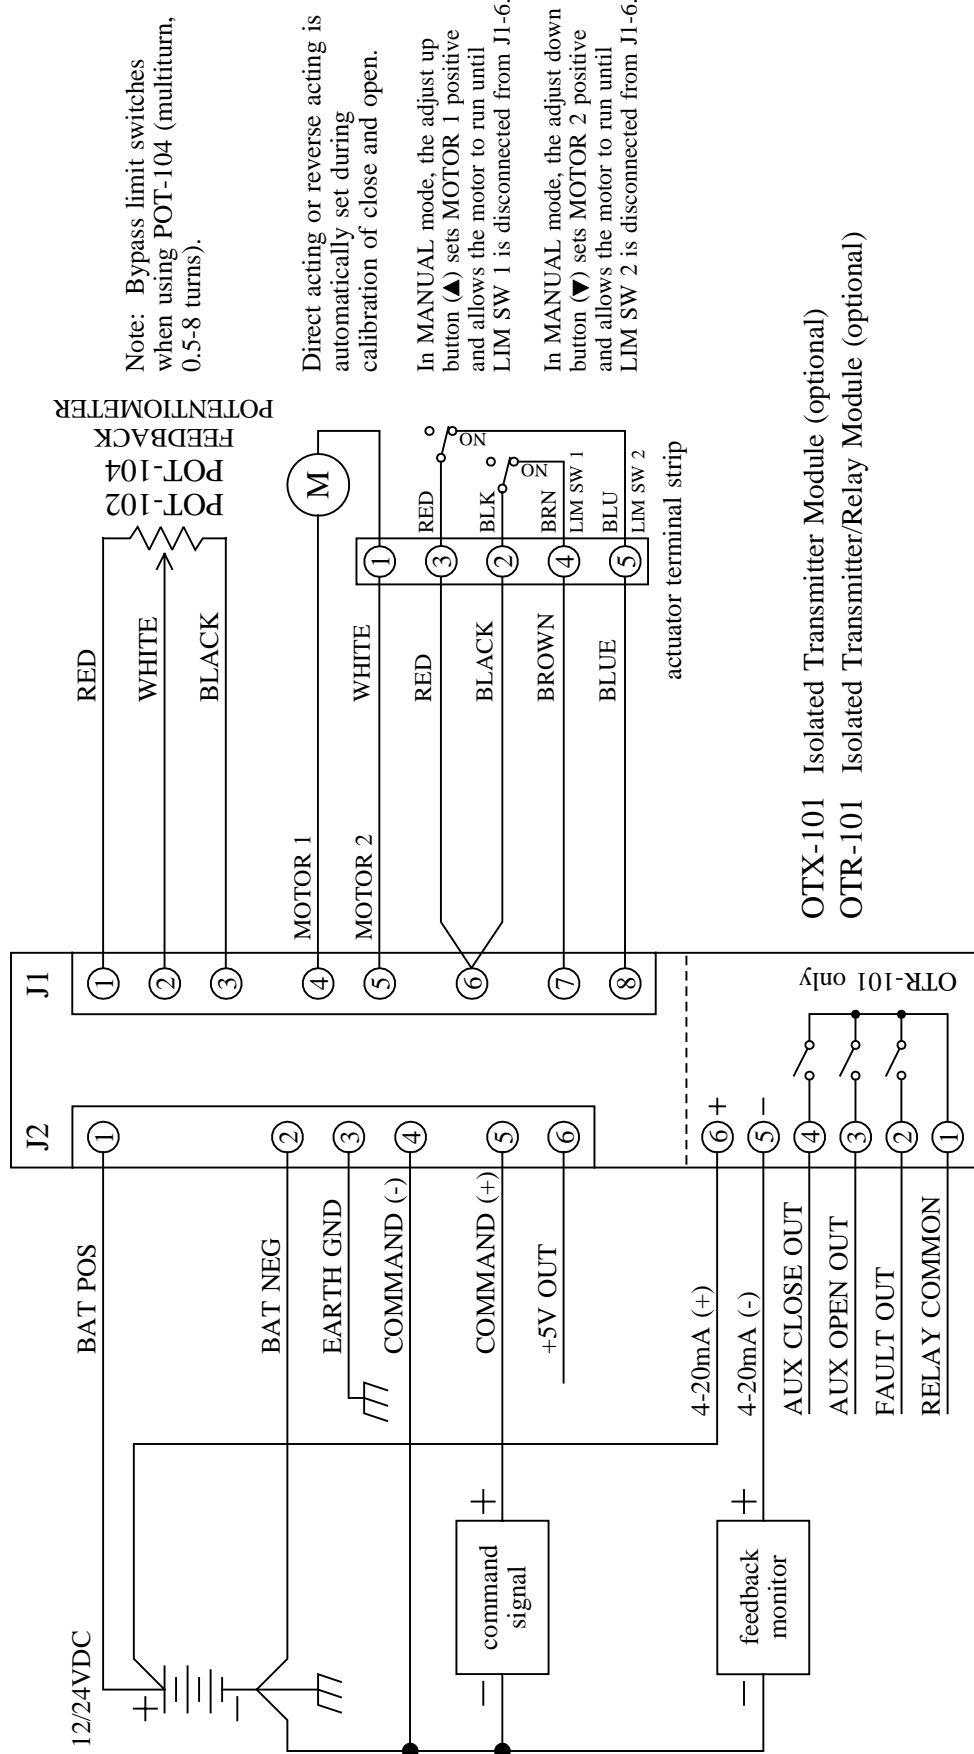 Note: Bypass limit switches
when using POT-104 (multiturn,
0.5-8 turns).
Direct acting or reverse acting is
automatically set during
calibration of close and open.
In MANUAL mode, the adjust up
button (▲) sets MOTOR 1 positive
and allows the motor to run until
LIM SW 1 is disconnected from J1-6.
In MANUAL mode, the adjust down
button (▼) sets MOTOR 2 positive
and allows the motor to run until
LIM SW 2 is disconnected from J1-6.
POT-102
POT-104
FEEDBACK
POTENTIOMETER
RED
WHITE
BLACK
M
MOTOR 1
MOTOR 2
WHITE
RED
BLACK
BROWN
BLUE
1
3
2
4
5
RED
BLK
BRN
LIM SW 1
BLU
LIM SW 2
NO
NO
actuator terminal strip
J1
1
2
3
4
5
6
7
8
J2
1
2
3
4
5
6
BAT POS
BAT NEG
EARTH GND
COMMAND (-)
COMMAND (+)
+5V OUT
12/24VDC
+
−
+
command
signal
−
+
feedback
monitor
−
4-20mA (+)
4-20mA (-)
AUX CLOSE OUT
AUX OPEN OUT
FAULT OUT
RELAY COMMON
6 +
5 −
4
3
2
1
OTR-101 only
OTX-101 Isolated Transmitter Module (optional)
OTR-101 Isolated Transmitter/Relay Module (optional)